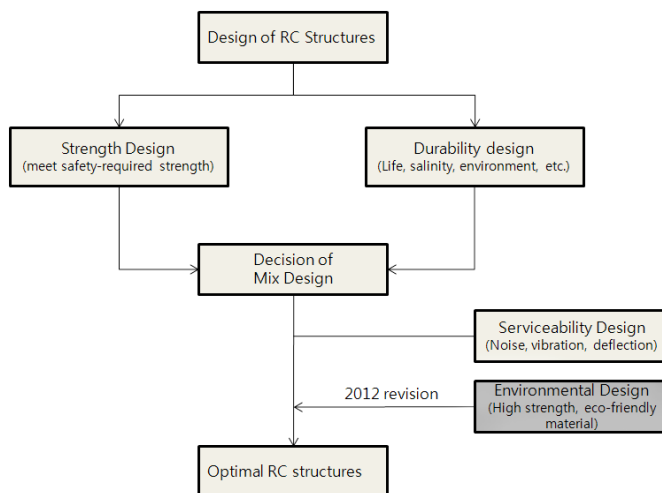 Design of RC Structures
Strength Design
(meet safety-required strength)
Durability design
(Life, salinity, environment, etc.)
Decision of
Mix Design
Serviceability Design
(Noise, vibration, deflection)
2012 revision
Environmental Design
(High strength, eco-friendly
material)
Optimal RC structures